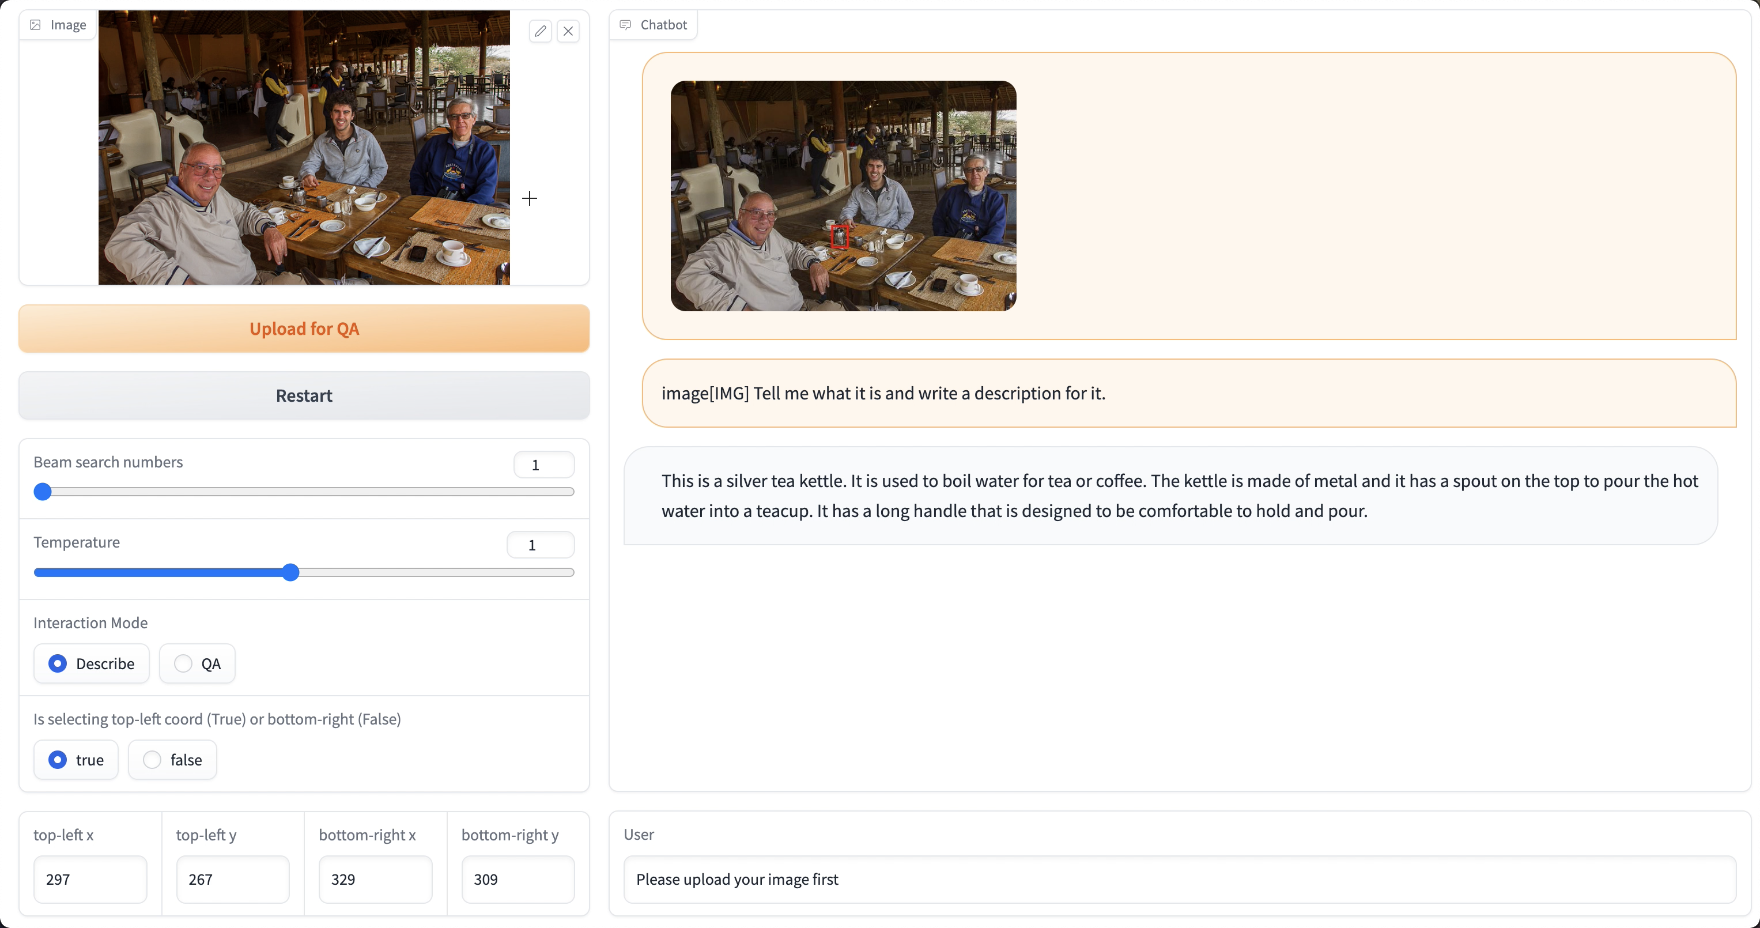 Image
Chatbot
image[IMG] Tell me what it is and write a description for it.
This is a silver tea kettle. It is used to boil water for tea or coffee. The kettle is made of metal and it has a spout on the top to pour the hot
water into a teacup. It has a long handle that is designed to be comfortable to hold and pour.
Upload for QA
Restart
Beam search numbers
1
Temperature
1
Interaction Mode
Describe
QA
Is selecting top-left coord (True) or bottom-right (False)
true
false
top-left x
top-left y
bottom-right x
bottom-right y
297
267
329
309
User
Please upload your image first